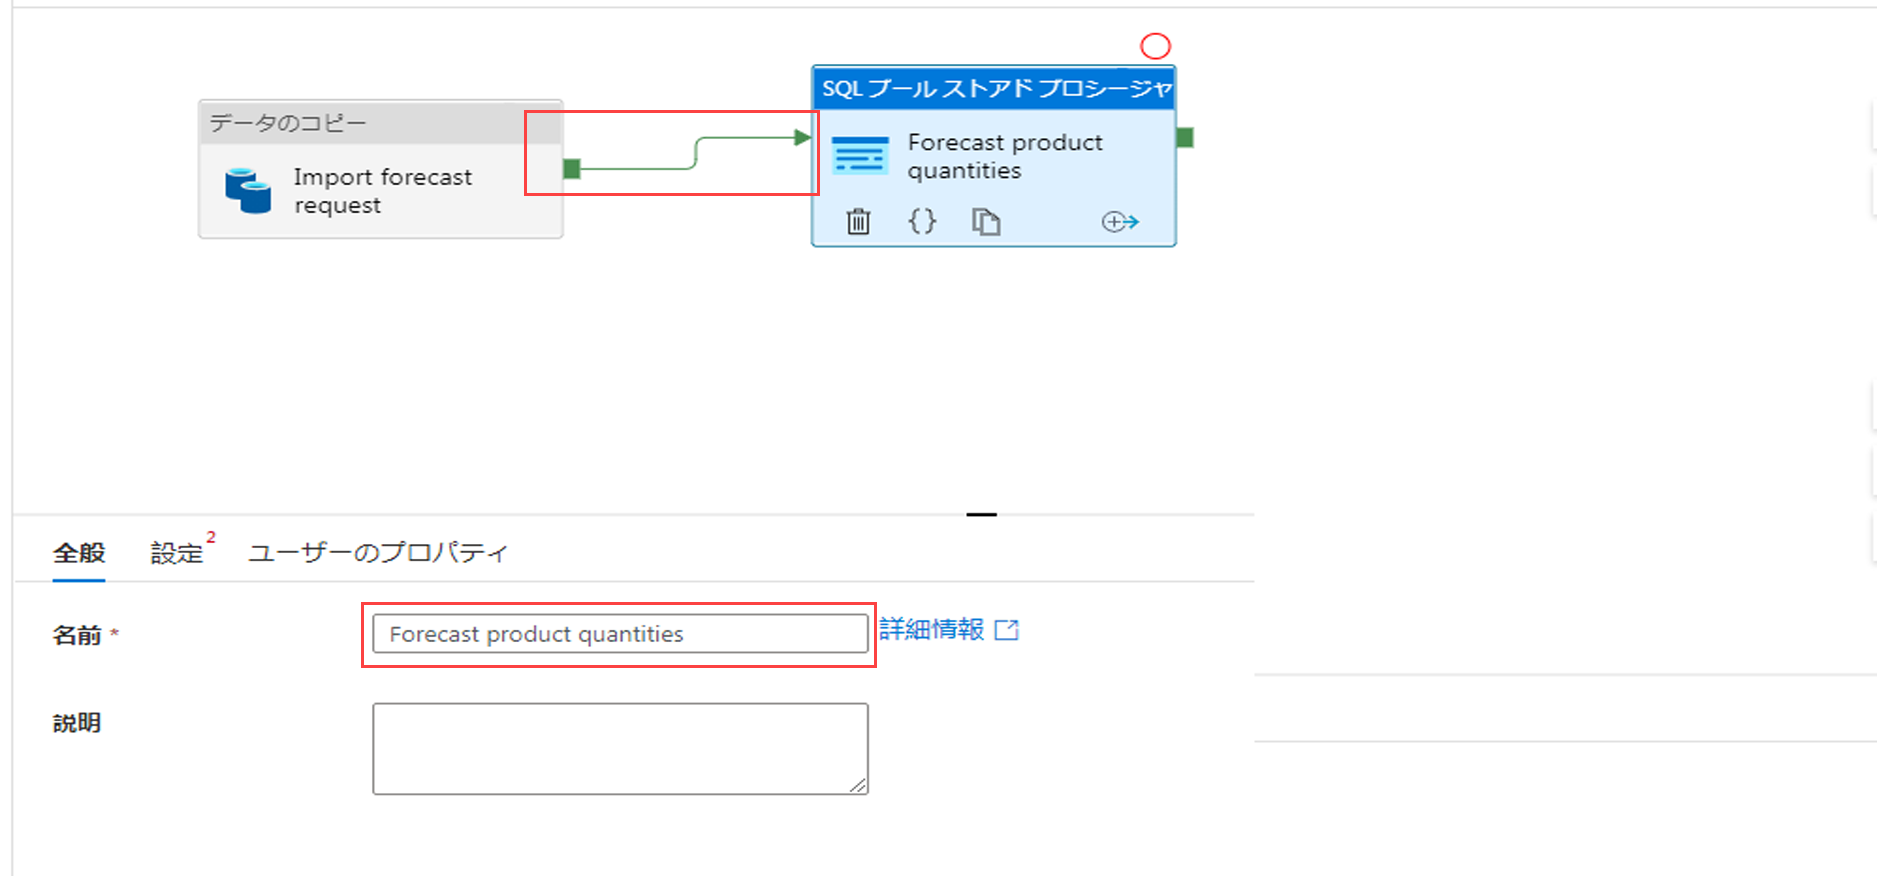 SQL プール ストアド プロシージャ
データのコピー
Forecast product
quantities
Import forecast
request
{}
全般
設定 2
ユーザーのプロパティ
名前 *
Forecast product quantities
詳細情報
説明